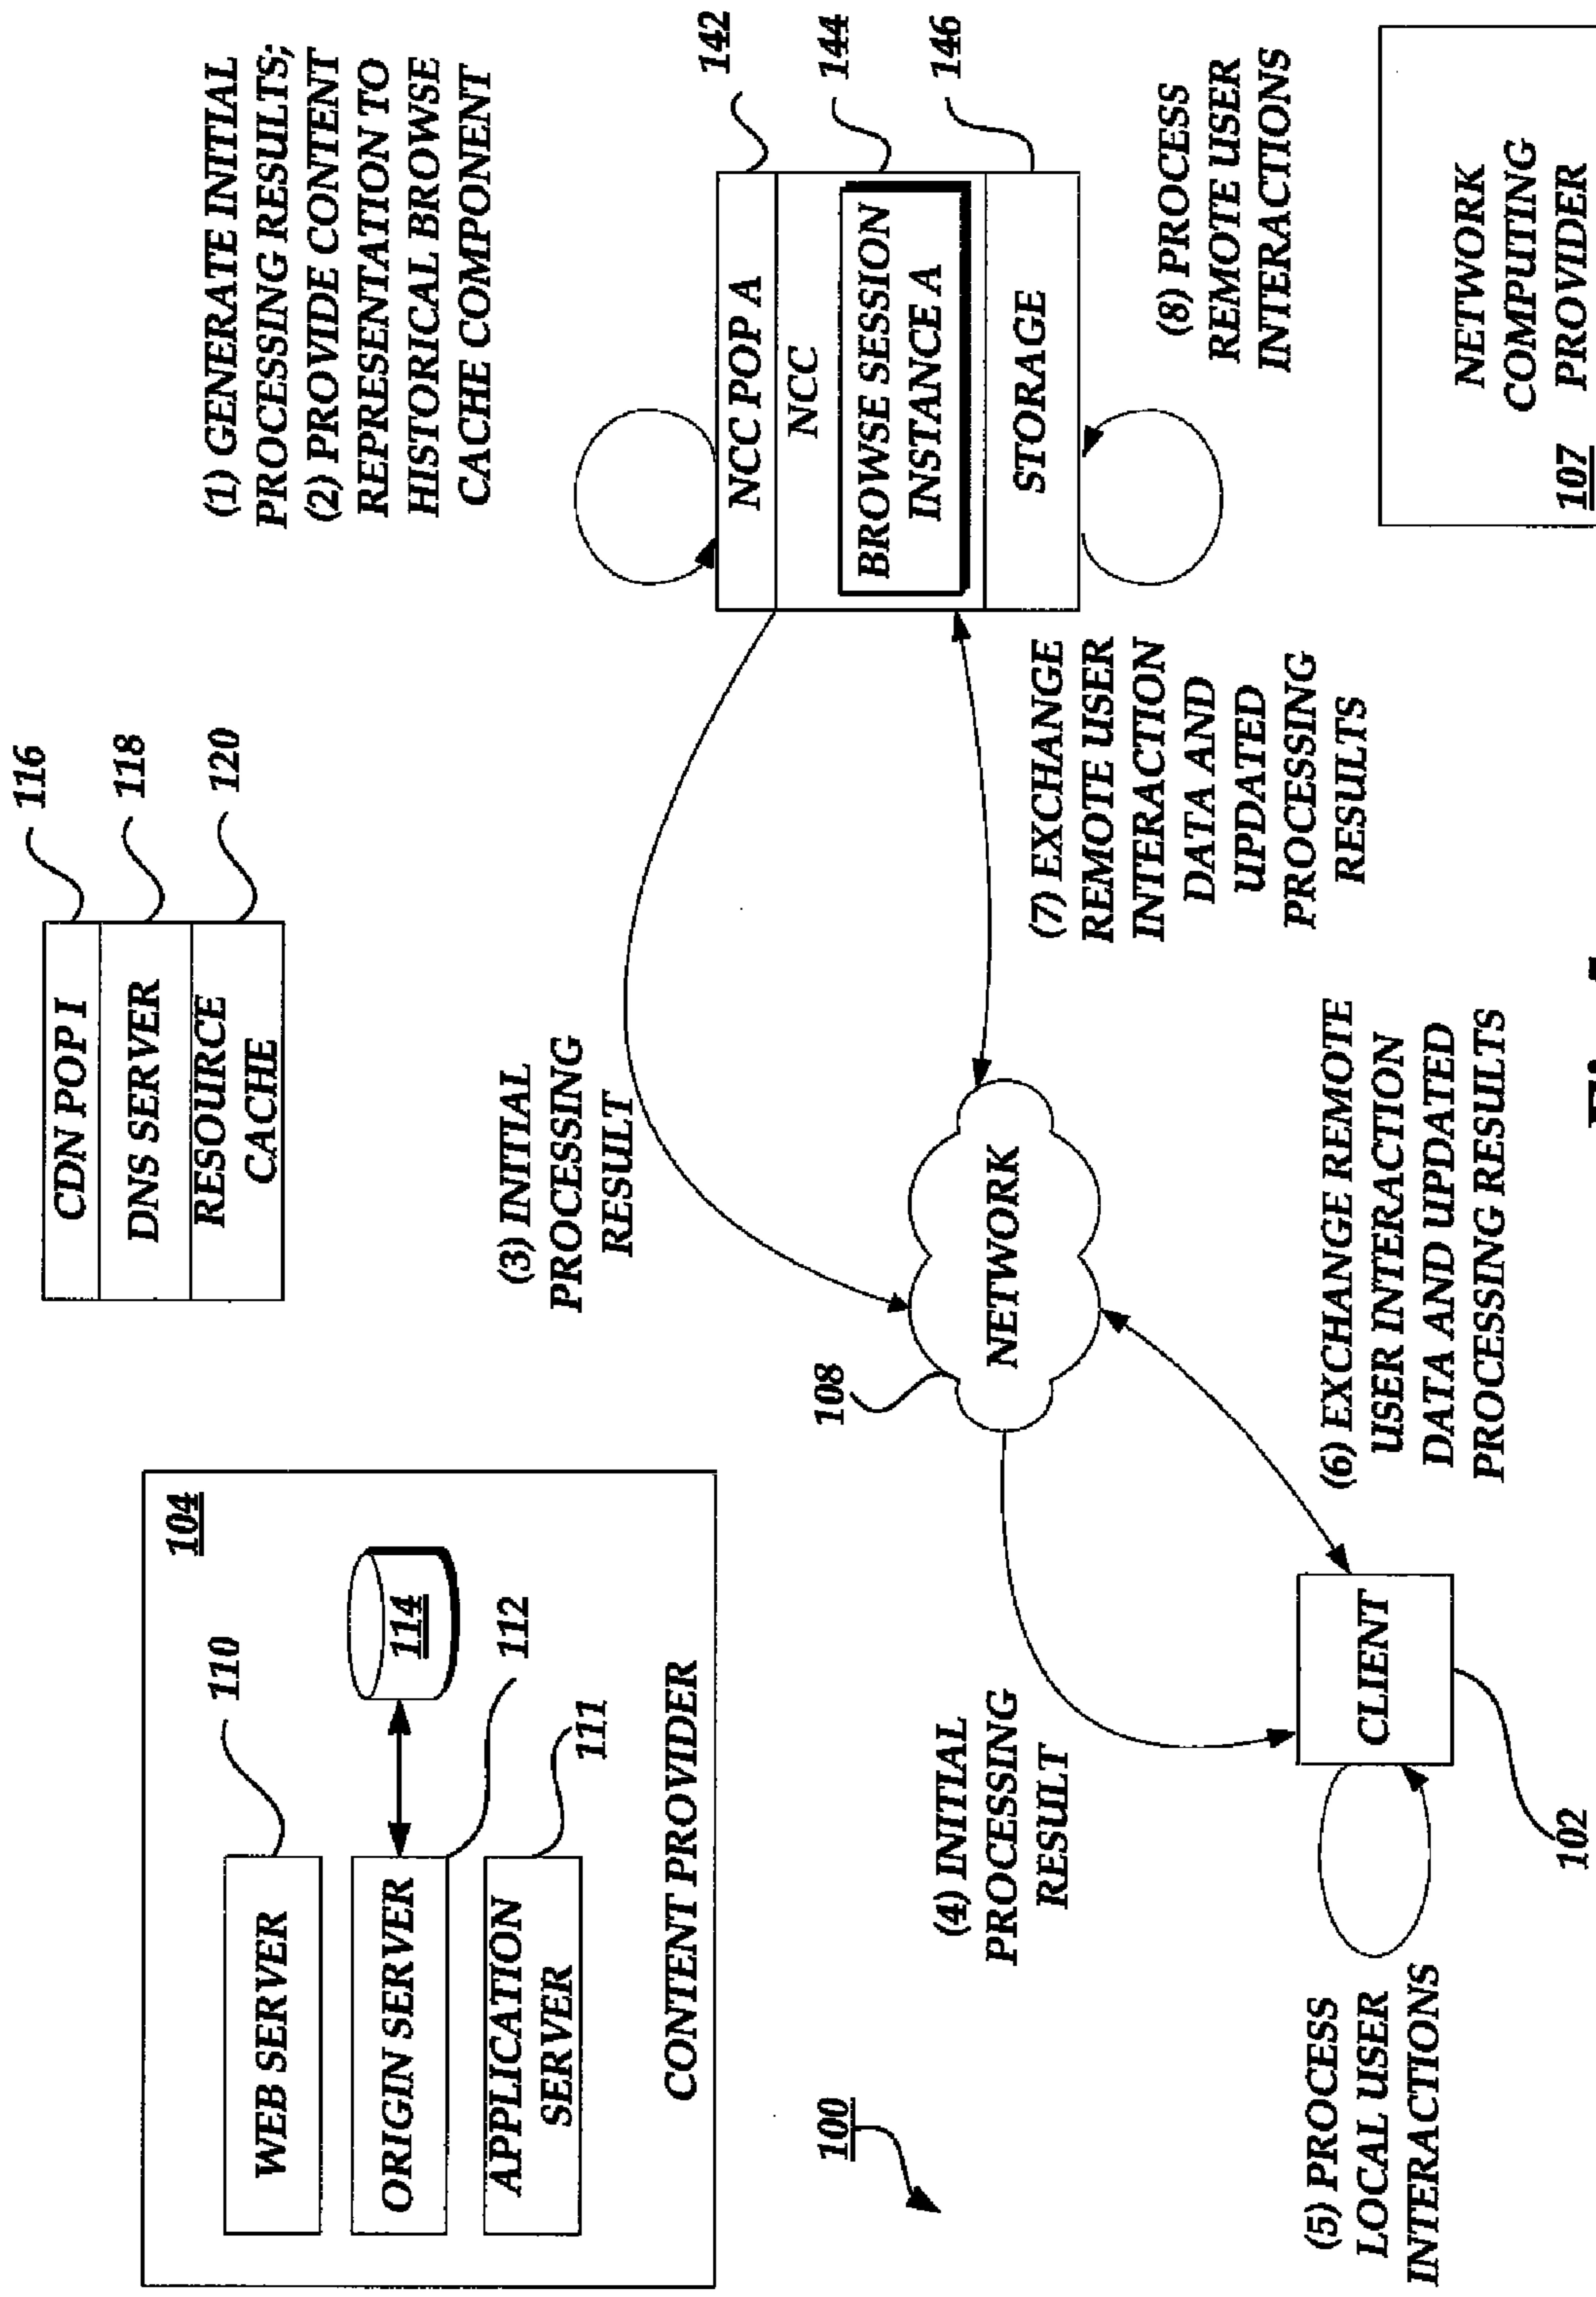 104
110
WEB SERVER
ORIGIN SERVER
114
112
APPLICATION
SERVER
111
CONTENT PROVIDER
116
CDN POP I
118
DNS SERVER
120
RESOURCE
CACHE
(1) GENERATE INITIAL
PROCESSING RESULTS;
(2) PROVIDE CONTENT
REPRESENTATION TO
HISTORICAL BROWSE
CACHE COMPONENT
142
NCC POP A
144
NCC
BROWSE SESSION
INSTANCE A
146
STORAGE
(3) INITIAL
PROCESSING
RESULT
100
108
NETWORK
(4) INITIAL
PROCESSING
RESULT
(7) EXCHANGE
REMOTE USER
INTERACTION
DATA AND
UPDATED
PROCESSING
RESULTS
(8) PROCESS
REMOTE USER
INTERACTIONS
(5) PROCESS
LOCAL USER
INTERACTIONS
CLIENT
102
(6) EXCHANGE REMOTE
USER INTERACTION
DATA AND UPDATED
PROCESSING RESULTS
NETWORK
COMPUTING
PROVIDER
107